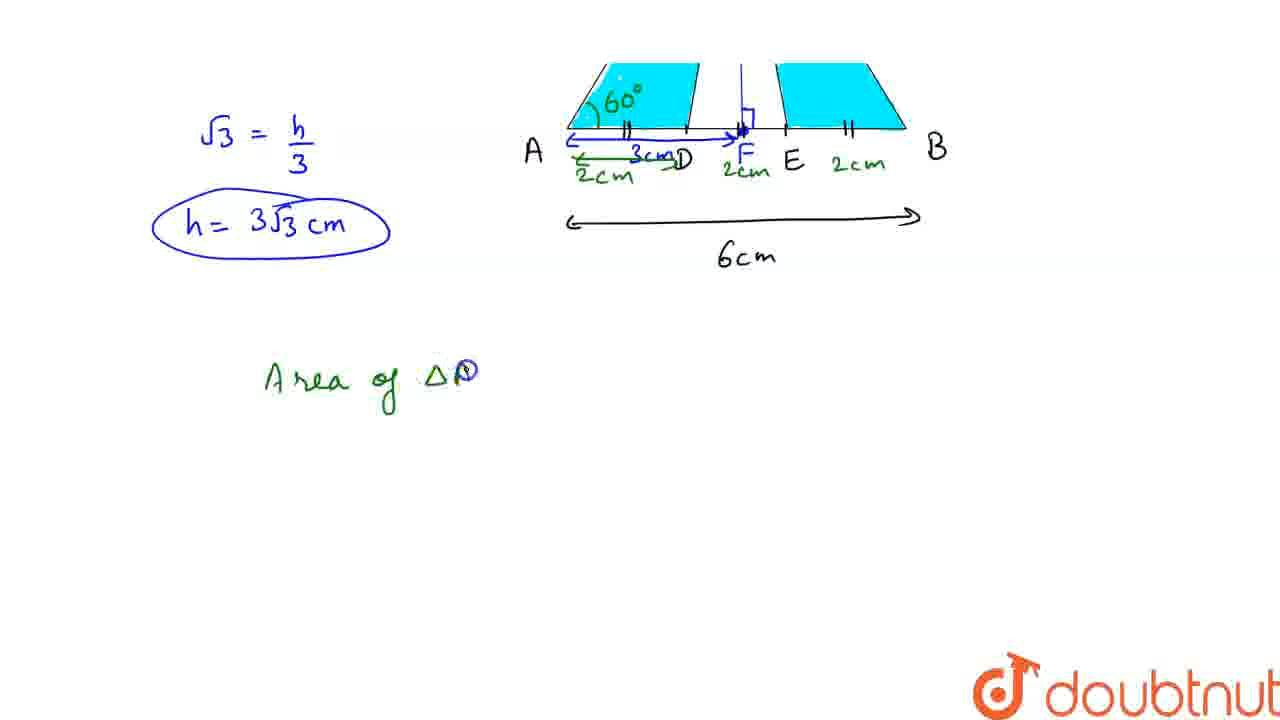 60°
√3 = h/3
A 3cm D F E B
2cm 2cm 2cm
h = 3√3 cm
6cm
Area of △A
doubtnut